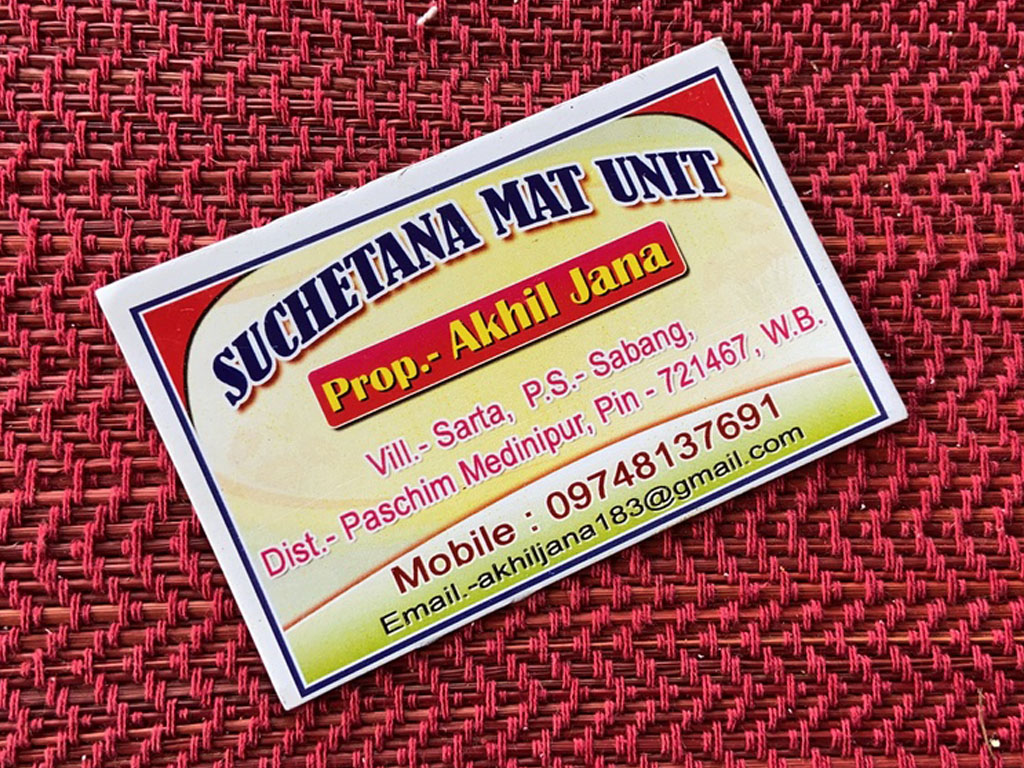 SUCHETANA MAT UNIT
Prop.- Akhil Jana
Vill.- Sarta, P.S.- Sabang,
Dist.- Paschim Medinipur, Pin - 721467, W.B.
Mobile : 09748137691
Email.-akhiljana183@gmail.com